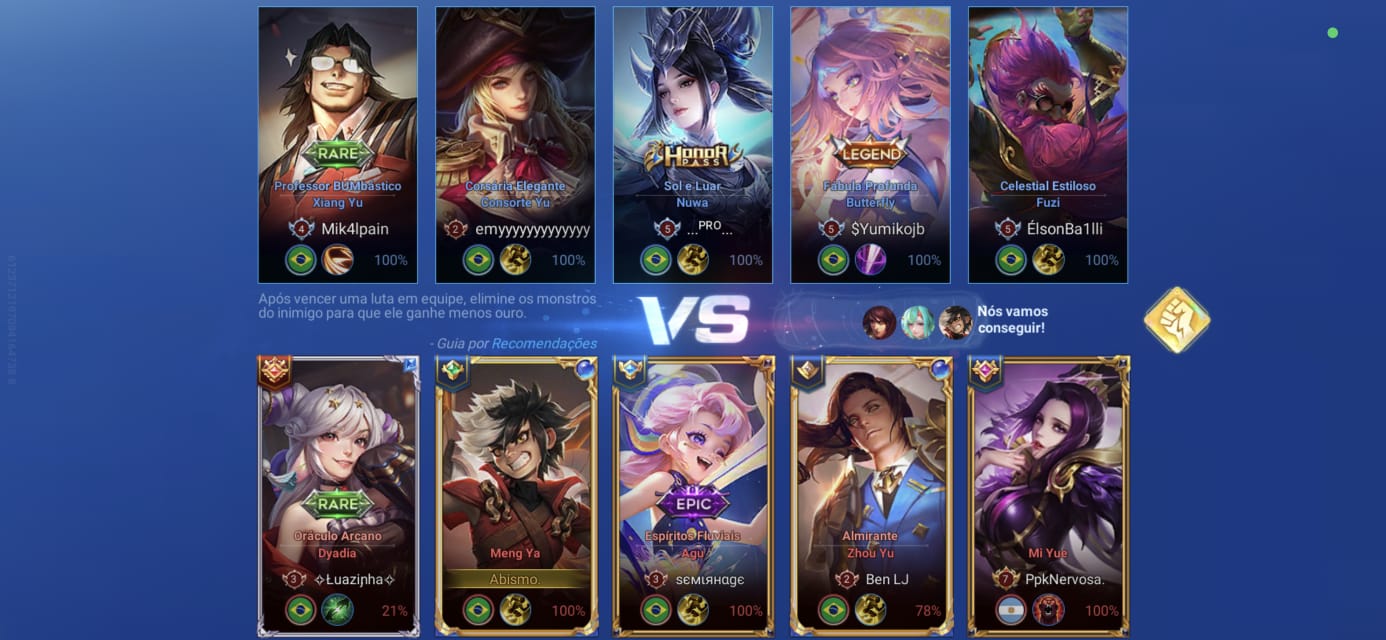 RARE
Professor BUMbástico
Xiang Yu
4 Mik4lpain
100%
Corsária Elegante
Consorte Yu
2 emyyyyyyyyyyyyy
100%
HONOR
PASS
Sol e Luar
Nuwa
5 ...ᴾᴿᴼ...
100%
LEGEND
Fábula Profunda
Butterfly
5 $Yumikojb
100%
Celestial Estiloso
Fuzi
5 ÉlsonBa1lli
100%
Após vencer uma luta em equipe, elimine os monstros
do inimigo para que ele ganhe menos ouro.
- Guia por Recomendações
VS
Nós vamos
conseguir!
RARE
Oráculo Arcano
Dyadia
3 ✧Łuazinha✧
21%
Meng Ya
Abismo.
100%
EPIC
Espíritos Fluviais
Agu
3 sємιянαgє
100%
Almirante
Zhou Yu
2 Ben LJ
78%
Mi Yue
7 PpkNervosa.
100%